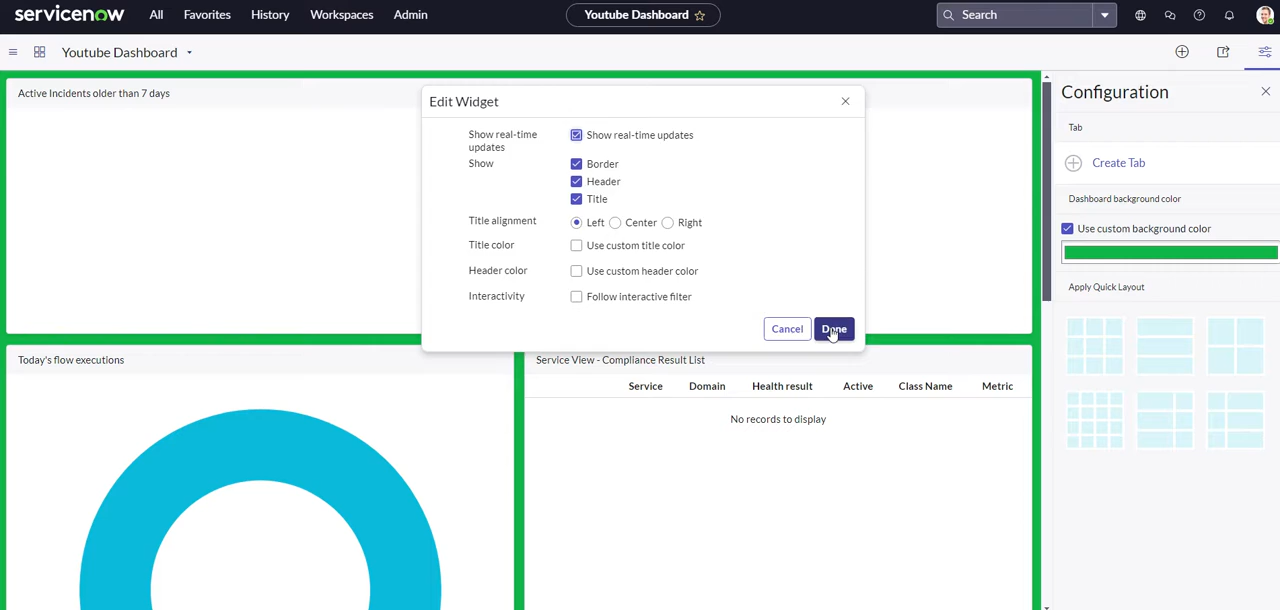 servicenow All Favorites History Workspaces Admin Youtube Dashboard Search
Youtube Dashboard
Active Incidents older than 7 days
Edit Widget
Show real-time updates
Show real-time updates
Show
Border
Header
Title
Title alignment
Left Center Right
Title color
Use custom title color
Header color
Use custom header color
Interactivity
Follow interactive filter
Cancel Done
Configuration
Tab
Create Tab
Dashboard background color
Use custom background color
Apply Quick Layout
Today's flow executions
Service View - Compliance Result List
Service Domain Health result Active Class Name Metric
No records to display